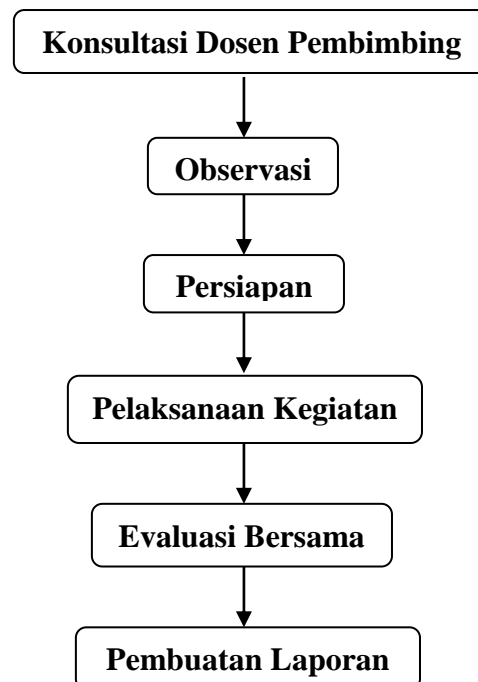 Konsultasi Dosen Pembimbing
Observasi
Persiapan
Pelaksanaan Kegiatan
Evaluasi Bersama
Pembuatan Laporan